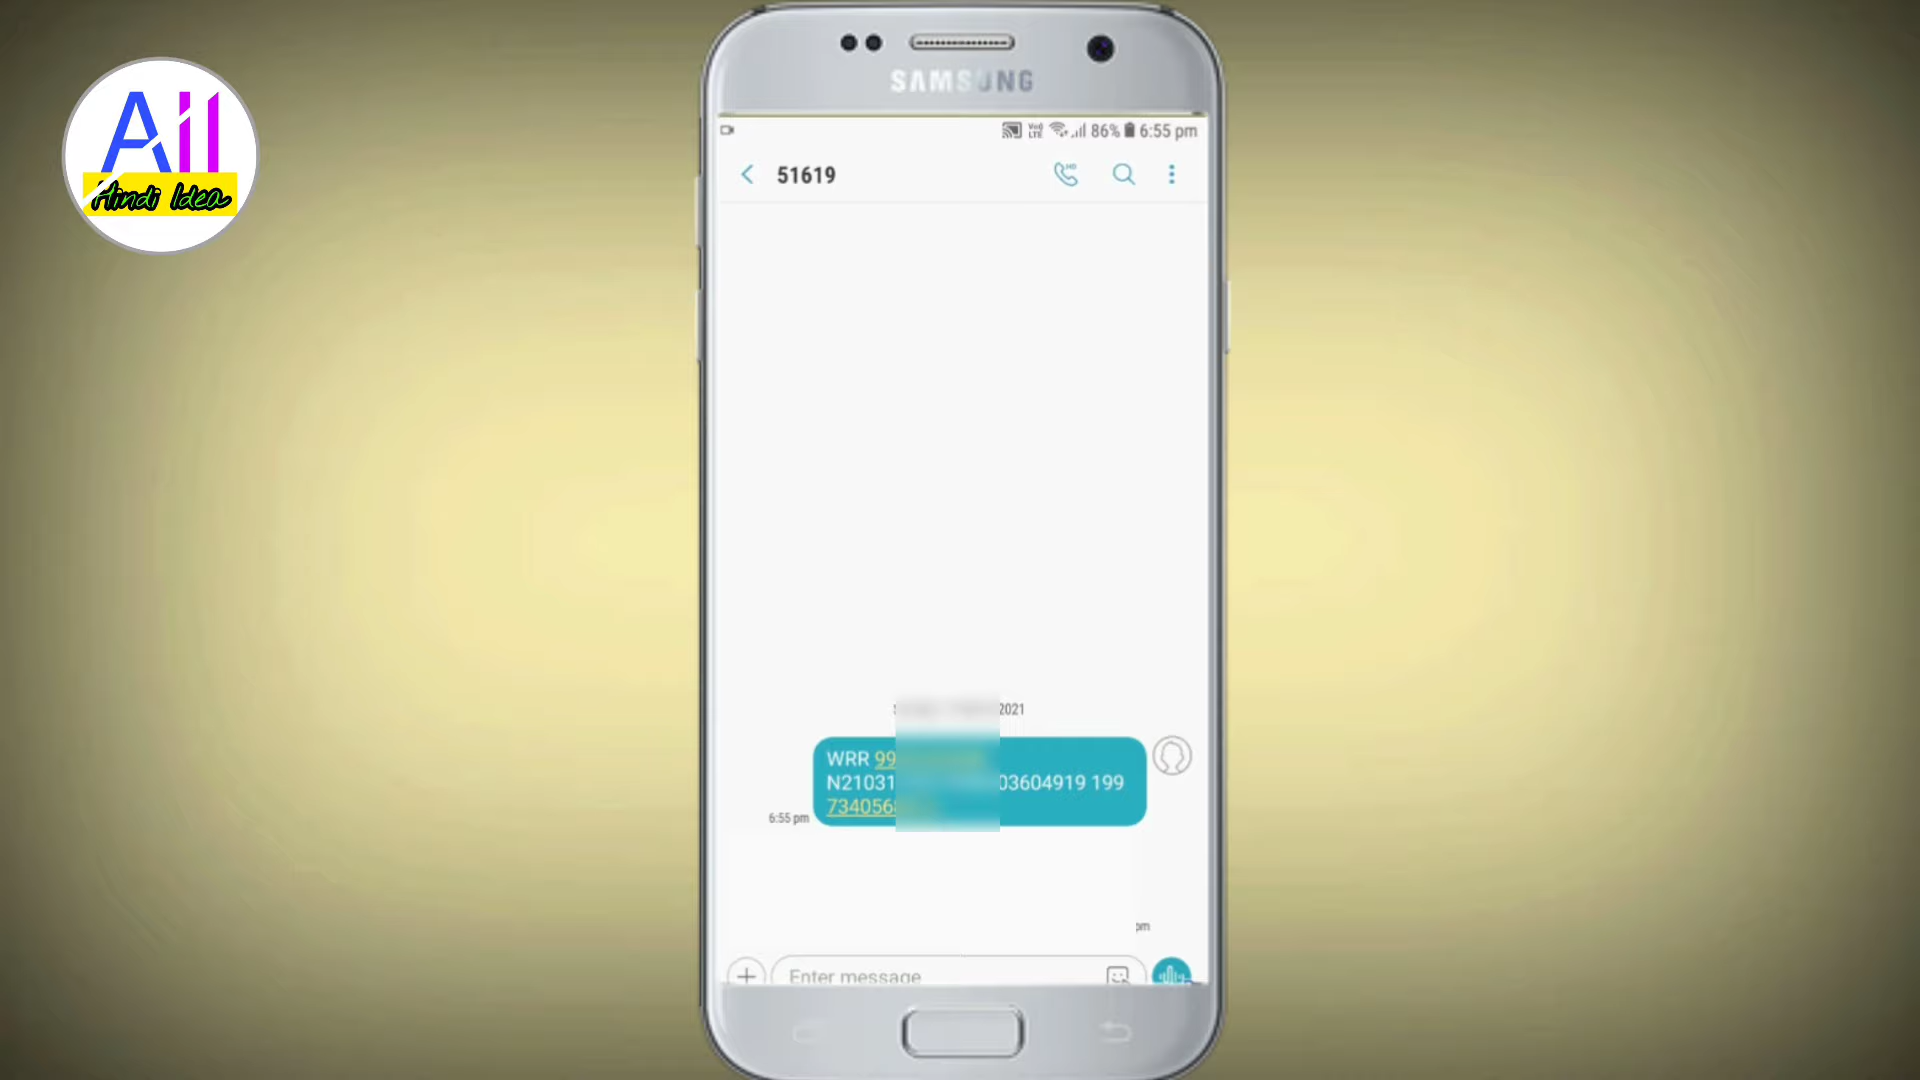 All
Hindi Idea
SAMSUNG
86% 6:55 pm
51619
2021
WRR 99
N21031 03604919 199
734056
6:55 pm
pm
Enter message